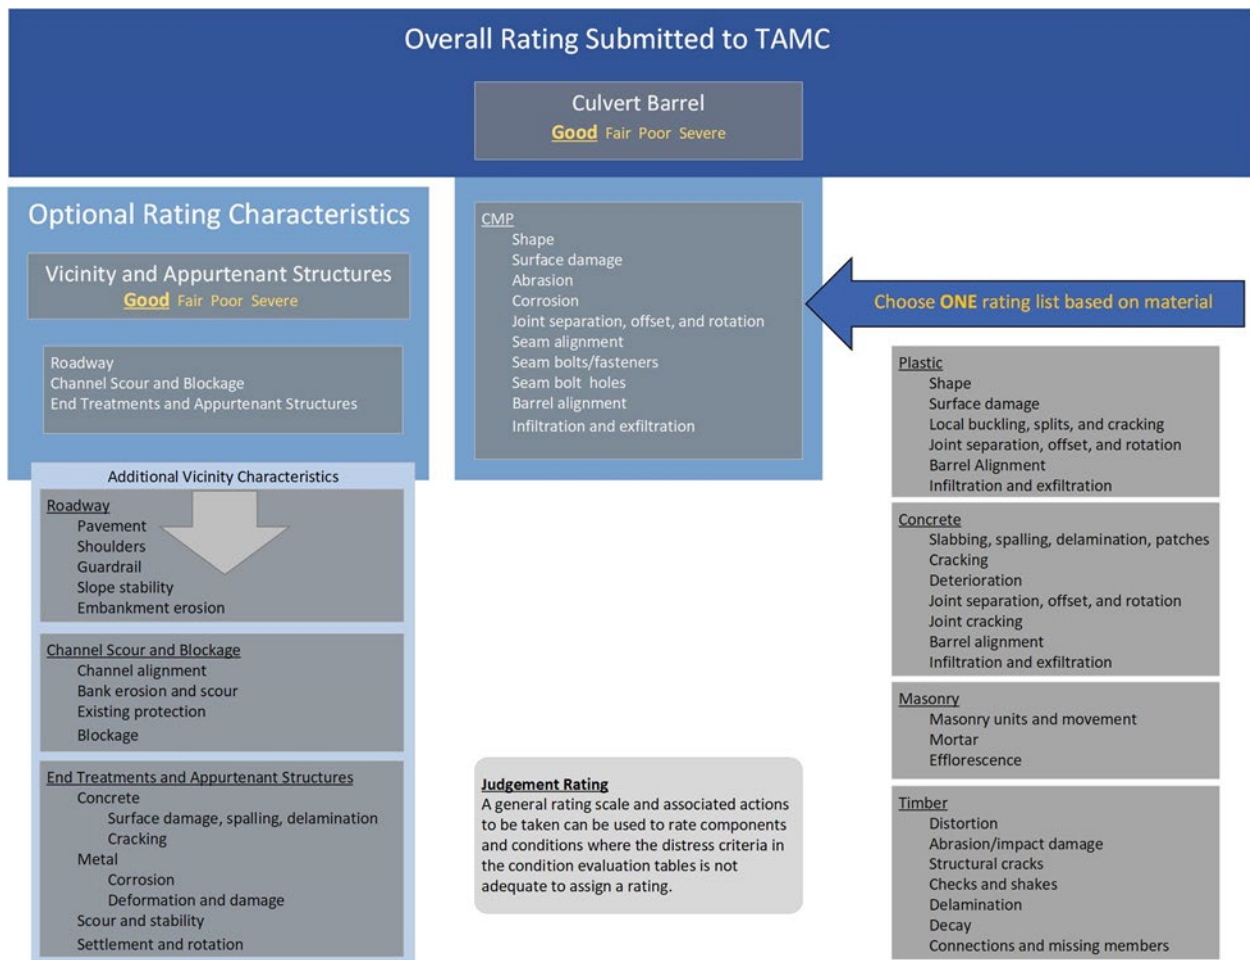 Overall Rating Submitted to TAMC
Culvert Barrel
Good Fair Poor Severe
Optional Rating Characteristics
Vicinity and Appurtenant Structures
Good Fair Poor Severe
Roadway
Channel Scour and Blockage
End Treatments and Appurtenant Structures
Additional Vicinity Characteristics
Roadway
Pavement
Shoulders
Guardrail
Slope stability
Embankment erosion
Channel Scour and Blockage
Channel alignment
Bank erosion and scour
Existing protection
Blockage
End Treatments and Appurtenant Structures
Concrete
Surface damage, spalling, delamination
Cracking
Metal
Corrosion
Deformation and damage
Scour and stability
Settlement and rotation
CMP
Shape
Surface damage
Abrasion
Corrosion
Joint separation, offset, and rotation
Seam alignment
Seam bolts/fasteners
Seam bolt holes
Barrel alignment
Infiltration and exfiltration
Judgement Rating
A general rating scale and associated actions
to be taken can be used to rate components
and conditions where the distress criteria in
the condition evaluation tables is not
adequate to assign a rating.
Choose ONE rating list based on material
Plastic
Shape
Surface damage
Local buckling, splits, and cracking
Joint separation, offset, and rotation
Barrel Alignment
Infiltration and exfiltration
Concrete
Slabbing, spalling, delamination, patches
Cracking
Deterioration
Joint separation, offset, and rotation
Joint cracking
Barrel alignment
Infiltration and exfiltration
Masonry
Masonry units and movement
Mortar
Efflorescence
Timber
Distortion
Abrasion/impact damage
Structural cracks
Checks and shakes
Delamination
Decay
Connections and missing members